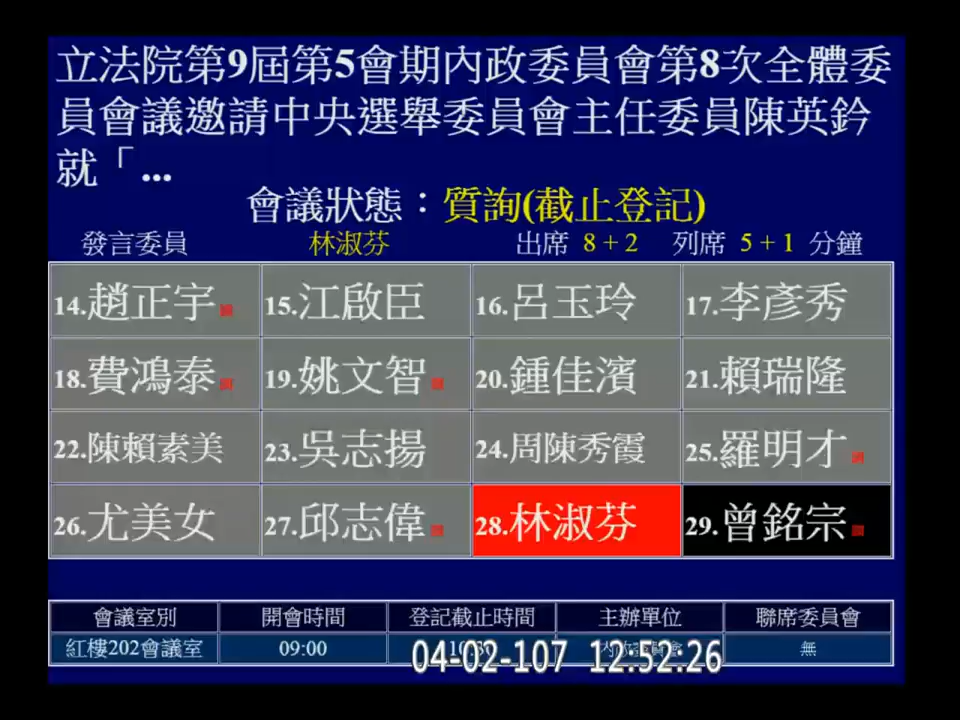 立法院第9屆第5會期內政委員會第8次全體委
員會議邀請中央選舉委員會主任委員陳英鈐
就「...
會議狀態：質詢(截止登記)
發言委員 林淑芬 出席 8 + 2 列席 5 + 1 分鐘
14.趙正宇 15.江啟臣 16.呂玉玲 17.李彥秀
18.費鴻泰 19.姚文智 20.鍾佳濱 21.賴瑞隆
22.陳賴素美 23.吳志揚 24.周陳秀霞 25.羅明才
26.尤美女 27.邱志偉 28.林淑芬 29.曾銘宗
會議室別 開會時間 登記截止時間 主辦單位 聯席委員會
紅樓202會議室 09:00 無
04-02-107 12:52:26